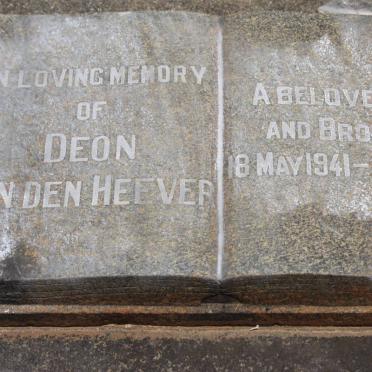 N LOVING MEMORY
OF
DEON
N DEN HEEVER
A BELOVE
AND BRO
18 MAY 1941 -